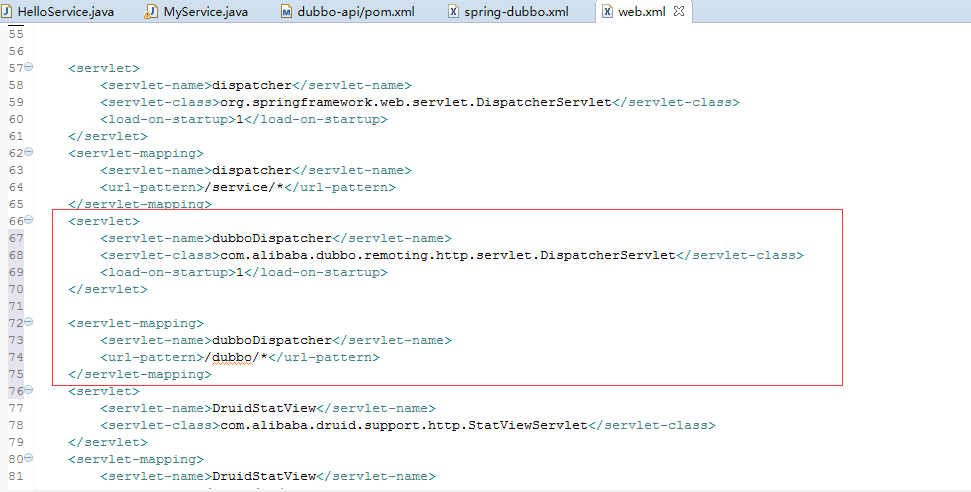 HelloService.java MyService.java dubbo-api/pom.xml spring-dubbo.xml web.xml
55
56
57 <servlet>
58 <servlet-name>dispatcher</servlet-name>
59 <servlet-class>org.springframework.web.servlet.DispatcherServlet</servlet-class>
60 <load-on-startup>1</load-on-startup>
61 </servlet>
62 <servlet-mapping>
63 <servlet-name>dispatcher</servlet-name>
64 <url-pattern>/service/*</url-pattern>
65 </servlet-mapping>
66 <servlet>
67 <servlet-name>dubboDispatcher</servlet-name>
68 <servlet-class>com.alibaba.dubbo.remoting.http.servlet.DispatcherServlet</servlet-class>
69 <load-on-startup>1</load-on-startup>
70 </servlet>
71
72 <servlet-mapping>
73 <servlet-name>dubboDispatcher</servlet-name>
74 <url-pattern>/dubbo/*</url-pattern>
75 </servlet-mapping>
76 <servlet>
77 <servlet-name>DruidStatView</servlet-name>
78 <servlet-class>com.alibaba.druid.support.http.StatViewServlet</servlet-class>
79 </servlet>
80 <servlet-mapping>
81 <servlet-name>DruidStatView</servlet-name>